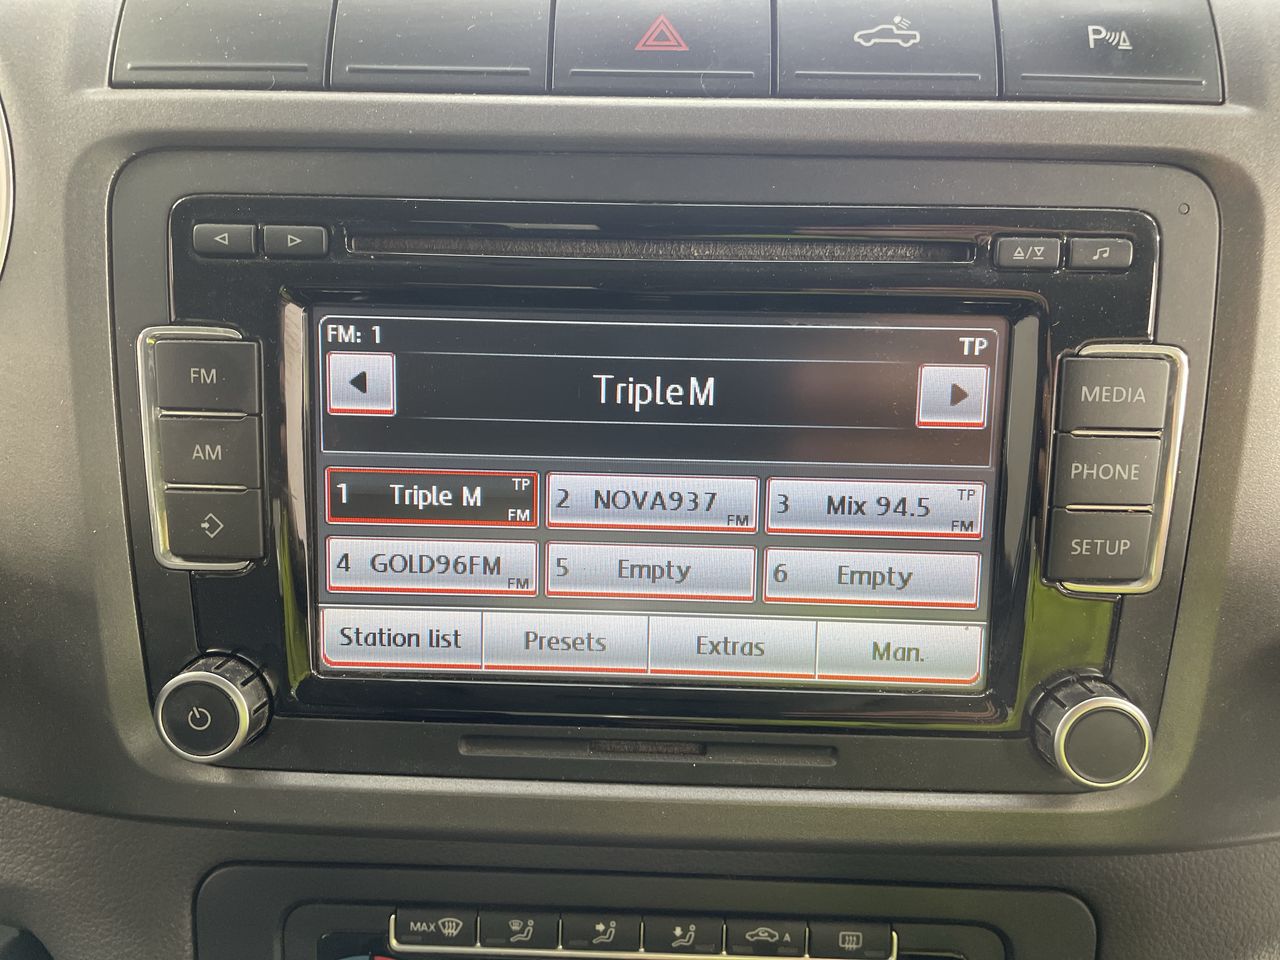 P
FM: 1
TP
TripleM
1 Triple M TP FM
2 NOVA937 FM
3 Mix 94.5 TP FM
4 GOLD96FM FM
5 Empty
6 Empty
Station list
Presets
Extras
Man.
FM
AM
MEDIA
PHONE
SETUP
MAX
A